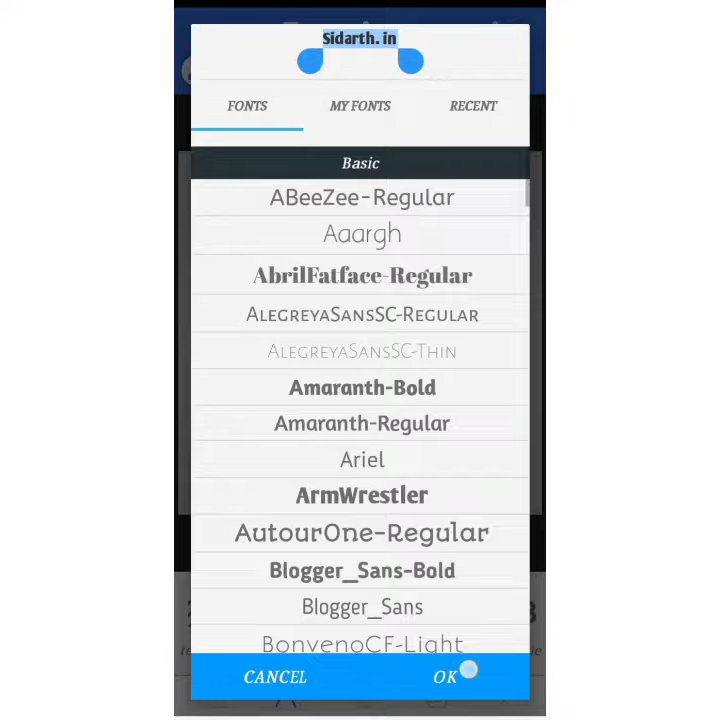 Sidarth. in
FONTS MY FONTS RECENT
Basic
ABeeZee-Regular
Aaargh
AbrilFatface-Regular
AlegreyaSansSC-Regular
AlegreyaSansSC-Thin
Amaranth-Bold
Amaranth-Regular
Ariel
ArmWrestler
AutourOne-Regular
Blogger_Sans-Bold
Blogger_Sans
BonvenoCF-Light
CANCEL OK